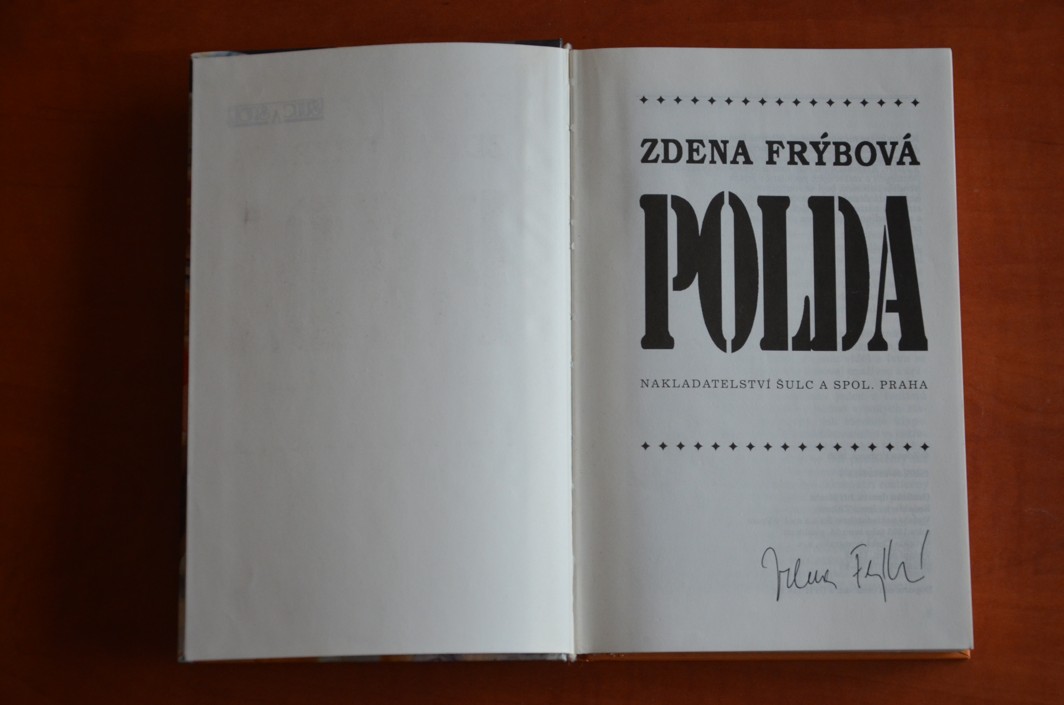 ZDENA FRÝBOVÁ
POLDA
NAKLADATELSTVÍ ŠULC A SPOL. PRAHA